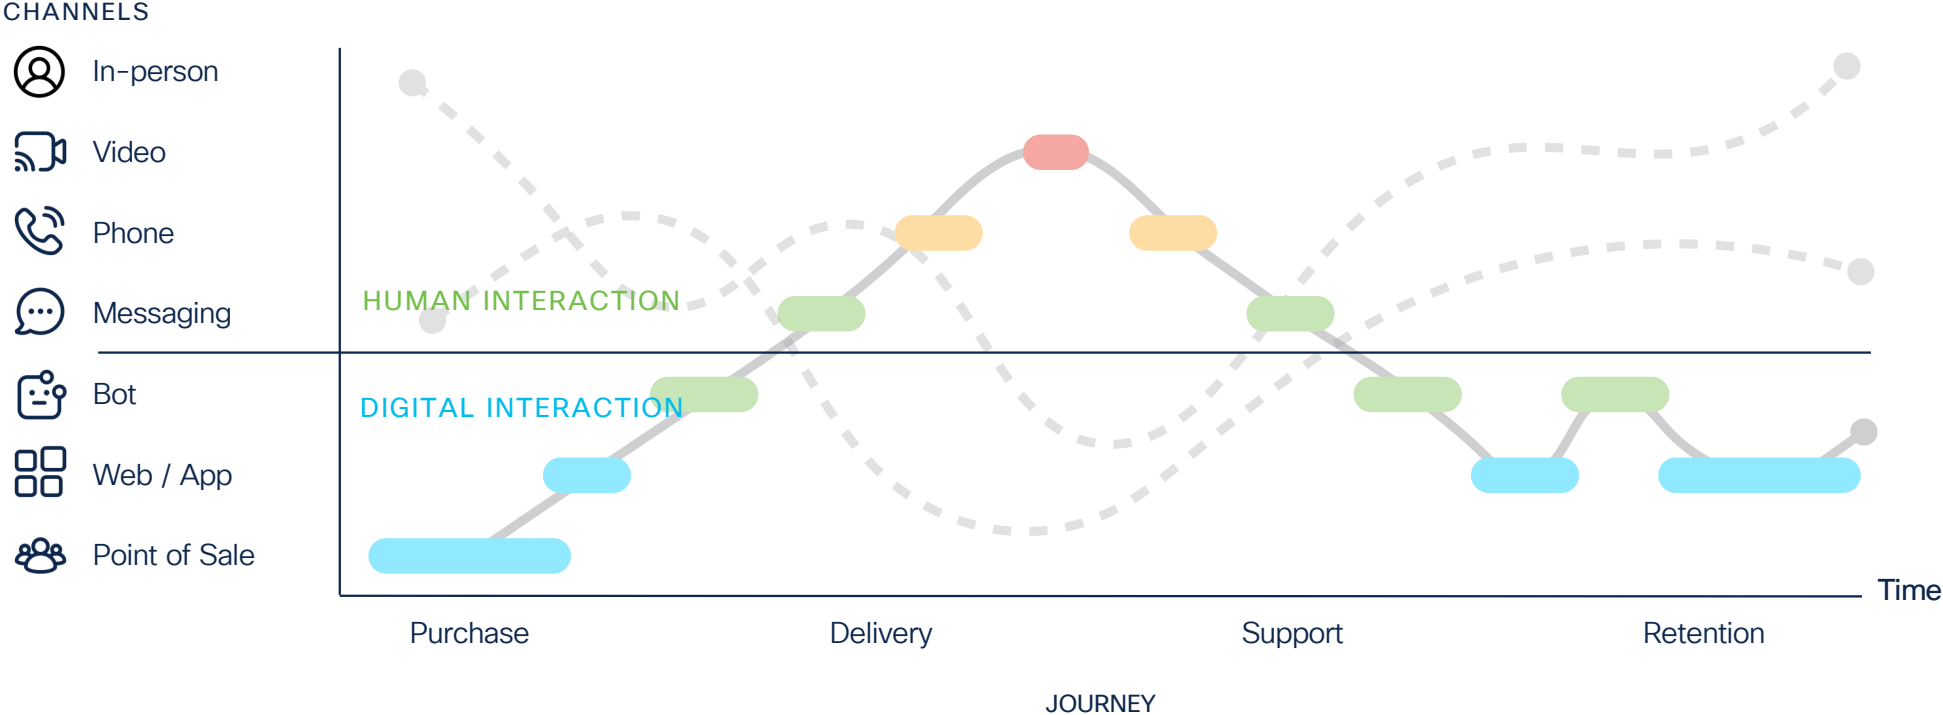 CHANNELS
In-person
Video
Phone
Messaging
HUMAN INTERACTION
Bot
DIGITAL INTERACTION
Web / App
Point of Sale
Time
Purchase
Delivery
Support
Retention
JOURNEY